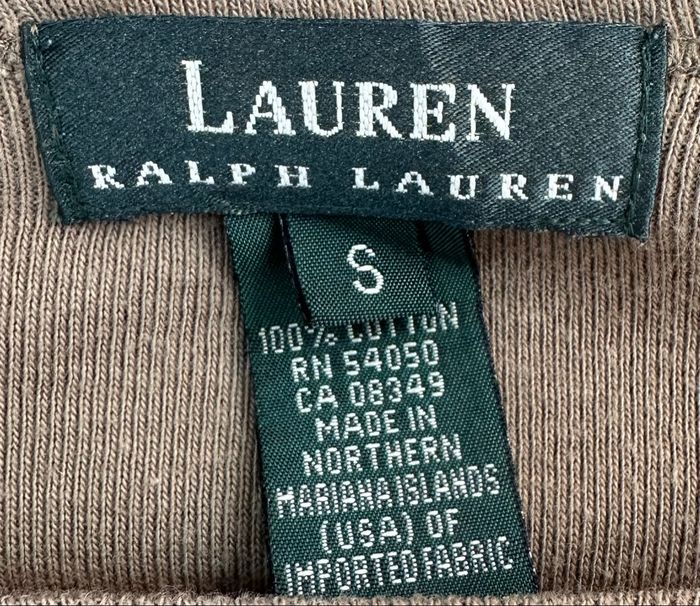 LAUREN
RALPH LAUREN
S
100% COTTON
RN 54050
CA 08349
MADE IN
NORTHERN
MARIANA ISLANDS
(USA) OF
IMPORTED FABRIC